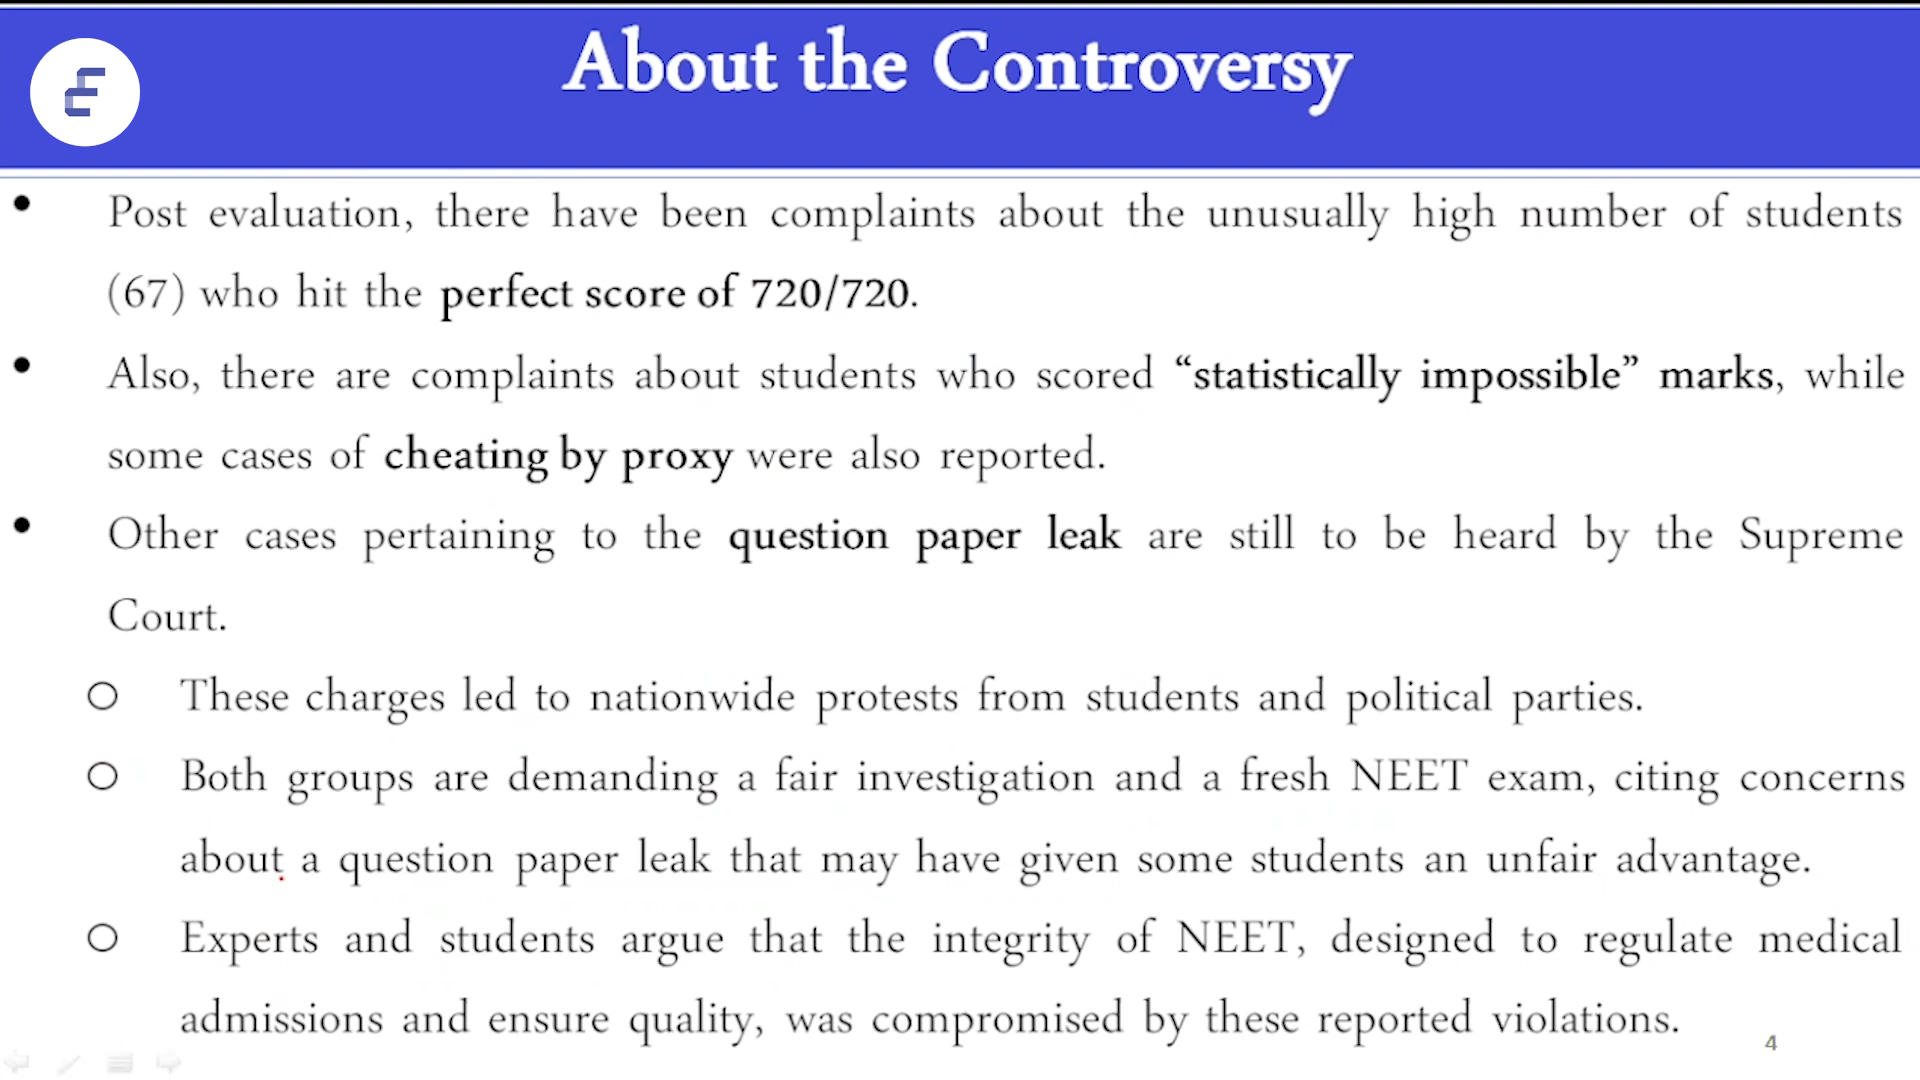 About the Controversy
• Post evaluation, there have been complaints about the unusually high number of students
(67) who hit the perfect score of 720/720.
• Also, there are complaints about students who scored “statistically impossible” marks, while
some cases of cheating by proxy were also reported.
• Other cases pertaining to the question paper leak are still to be heard by the Supreme
Court.
○ These charges led to nationwide protests from students and political parties.
○ Both groups are demanding a fair investigation and a fresh NEET exam, citing concerns
about a question paper leak that may have given some students an unfair advantage.
○ Experts and students argue that the integrity of NEET, designed to regulate medical
admissions and ensure quality, was compromised by these reported violations.
4